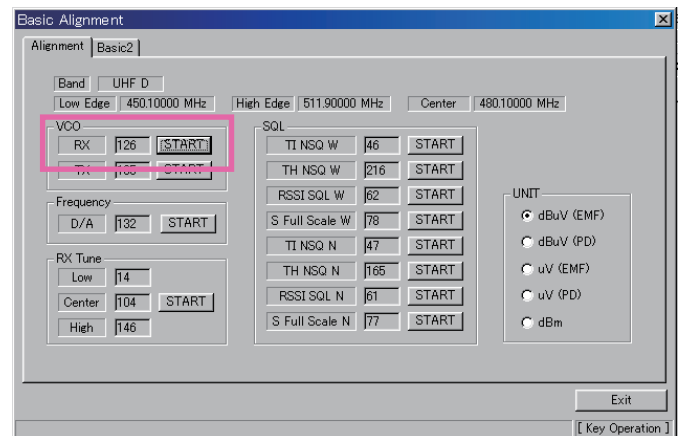 Basic Alignment
Alignment Basic2
Band UHF D
Low Edge 450.10000 MHz High Edge 511.90000 MHz Center 480.10000 MHz
VCO
RX 126 START
TX 165 START
Frequency
D/A 132 START
RX Tune
Low 14
Center 104 START
High 146
SQL
TI NSQ W 46 START
TH NSQ W 216 START
RSSI SQL W 62 START
S Full Scale W 78 START
TI NSQ N 47 START
TH NSQ N 165 START
RSSI SQL N 61 START
S Full Scale N 77 START
UNIT
dBuV (EMF)
dBuV (PD)
uV (EMF)
uV (PD)
dBm
Exit
[ Key Operation ]